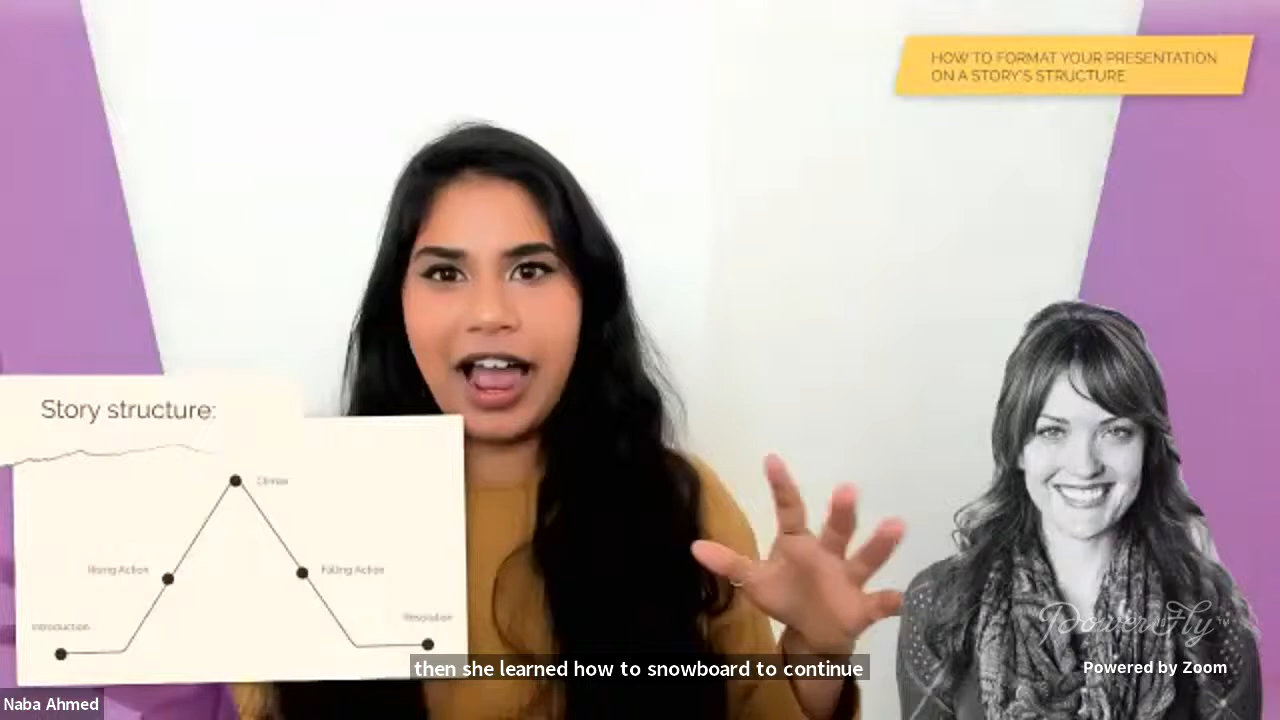 HOW TO FORMAT YOUR PRESENTATION
ON A STORY'S STRUCTURE
Story structure:
Climax
Rising Action
Falling Action
Introduction
Resolution
PowerToFly™
then she learned how to snowboard to continue
Powered by Zoom
Naba Ahmed